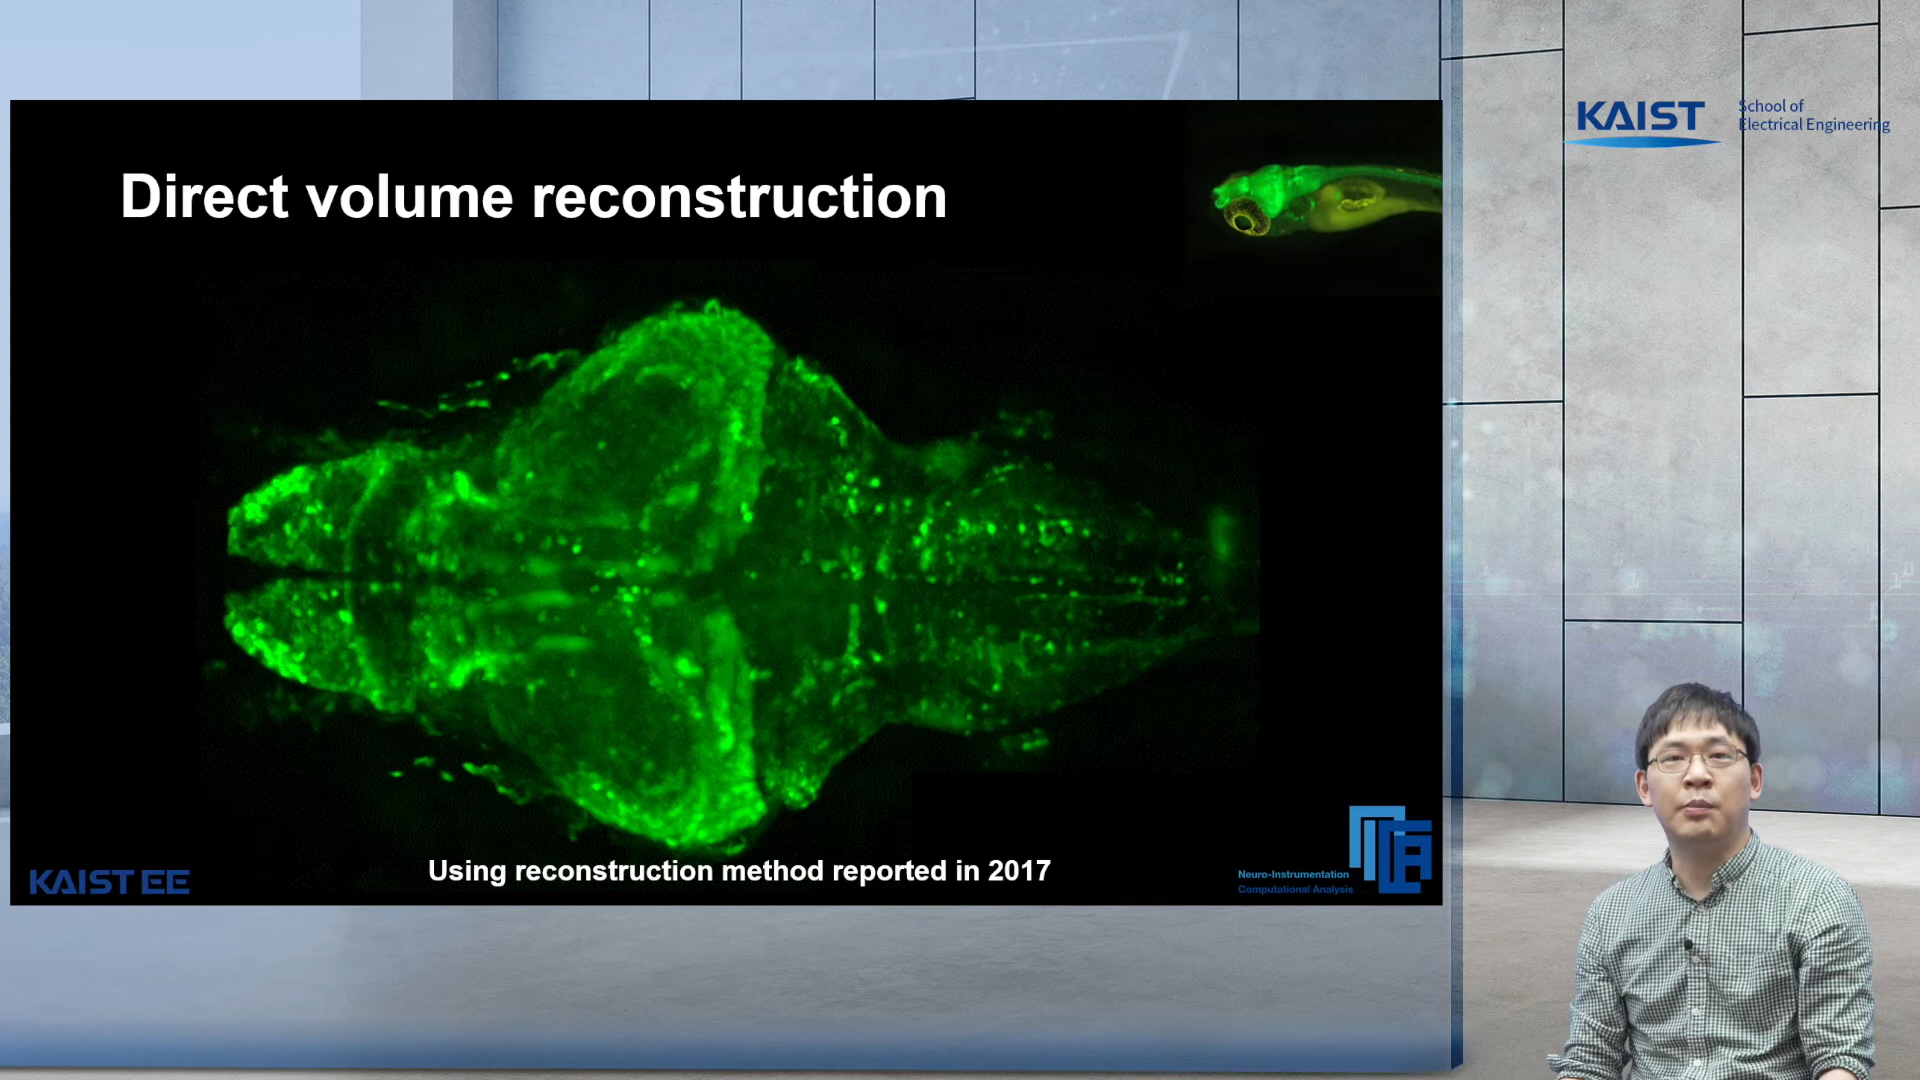 KAIST
School of
Electrical Engineering
Direct volume reconstruction
Using reconstruction method reported in 2017
KAIST EE
Neuro-Instrumentation
Computational Analysis